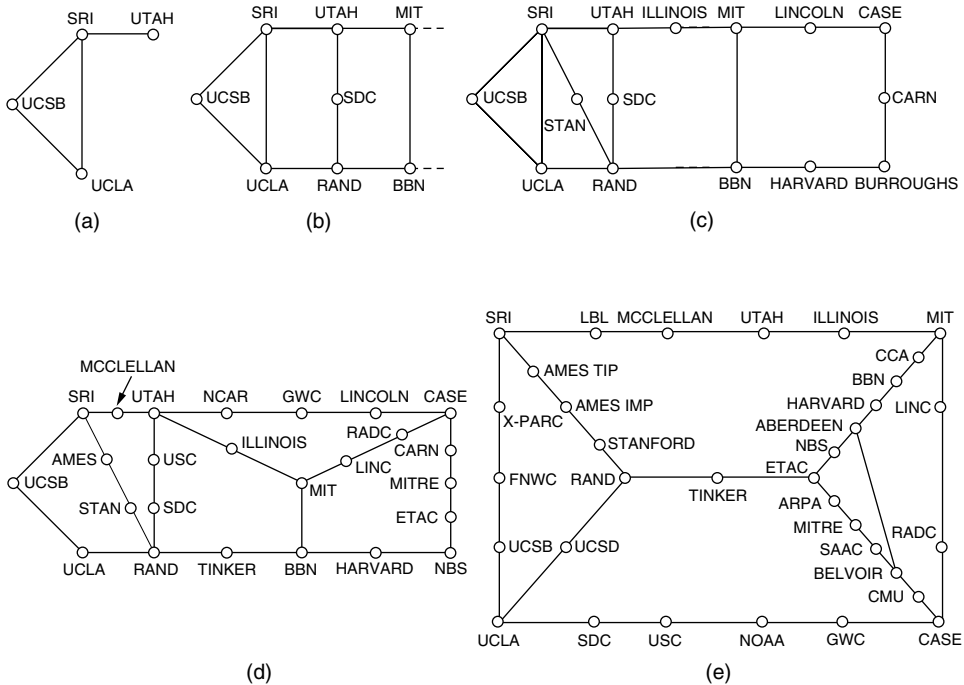 SRI UTAH
UCSB
UCLA
(a)
SRI UTAH MIT
UCSB SDC
UCLA RAND BBN
(b)
SRI UTAH ILLINOIS MIT LINCOLN CASE
UCSB SDC CARN
STAN
UCLA RAND BBN HARVARD BURROUGHS
(c)
MCCLELLAN
SRI UTAH NCAR GWC LINCOLN CASE
RADC
ILLINOIS CARN
AMES USC LINC
UCSB MIT MITRE
STAN SDC ETAC
UCLA RAND TINKER BBN HARVARD NBS
(d)
SRI LBL MCCLELLAN UTAH ILLINOIS MIT
CCA
AMES TIP BBN
X-PARC AMES IMP HARVARD LINC
ABERDEEN
STANFORD NBS
FNWC RAND TINKER ETAC
ARPA
MITRE
UCSB UCSD SAAC RADC
BELVOIR
CMU
UCLA SDC USC NOAA GWC CASE
(e)